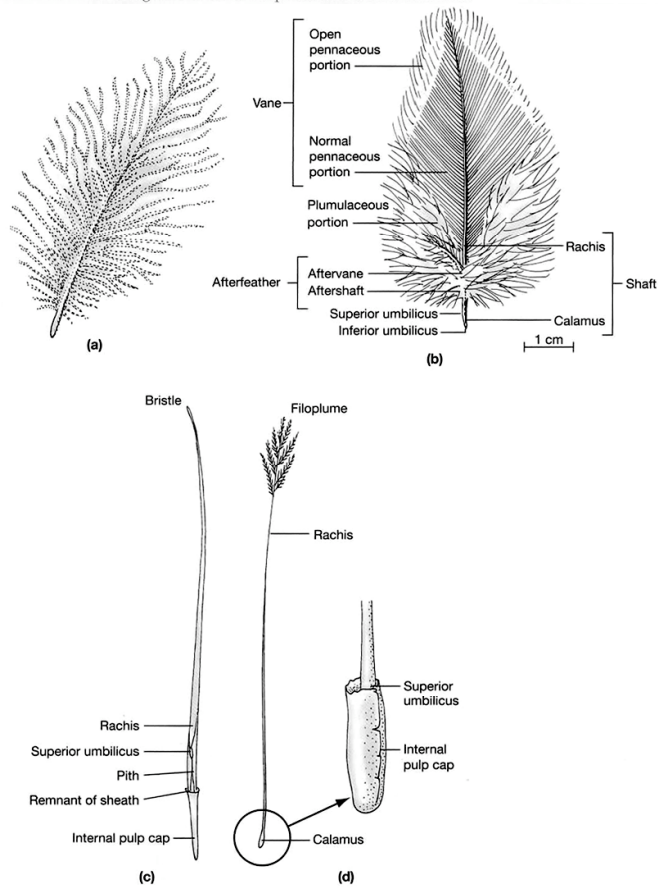 Open
pennaceous
portion
Vane
Normal
pennaceous
portion
Plumulaceous
portion
Rachis
Afterfeather
Aftervane
Aftershaft
Shaft
Superior umbilicus
Calamus
Inferior umbilicus
1 cm
(a)
(b)
Bristle
Filoplume
Rachis
Superior
umbilicus
Rachis
Superior umbilicus
Internal
pulp cap
Pith
Remnant of sheath
Internal pulp cap
Calamus
(c)
(d)